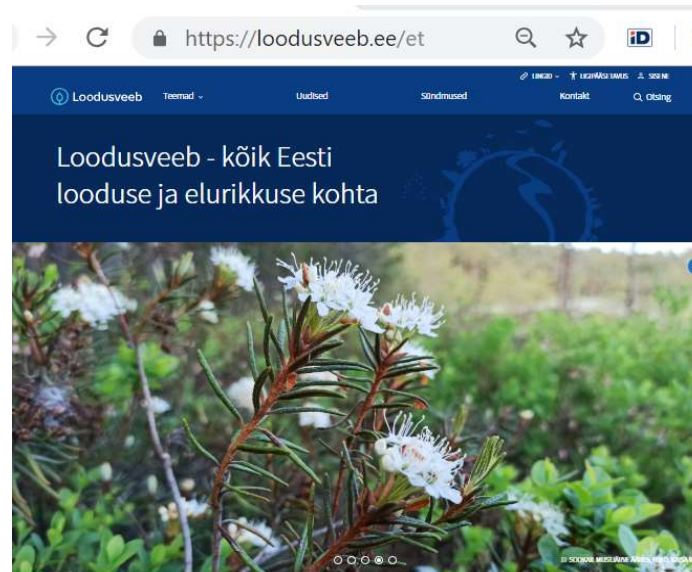 https://loodusveeb.ee/et
iD
LINGID LIGIPÄÄSETAVUS SISENE
Loodusveeb Teemad Uudised Sündmused Kontakt Otsing
Loodusveeb - kõik Eesti
looduse ja elurikkuse kohta